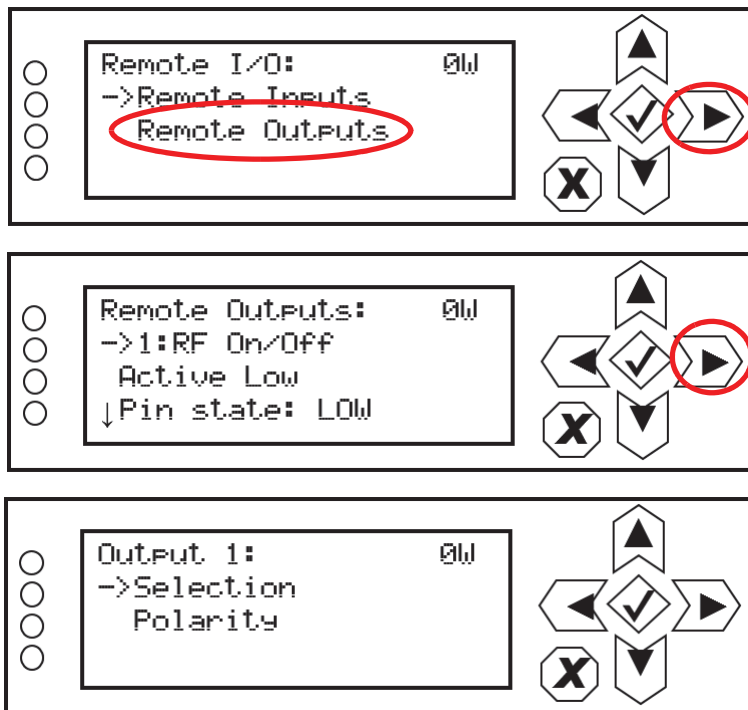 Remote I/O: 0W
->Remote Inputs
Remote Outputs
X
Remote Outputs: 0W
->1:RF On/Off
Active Low
↓Pin state: LOW
X
Output 1: 0W
->Selection
Polarity
X